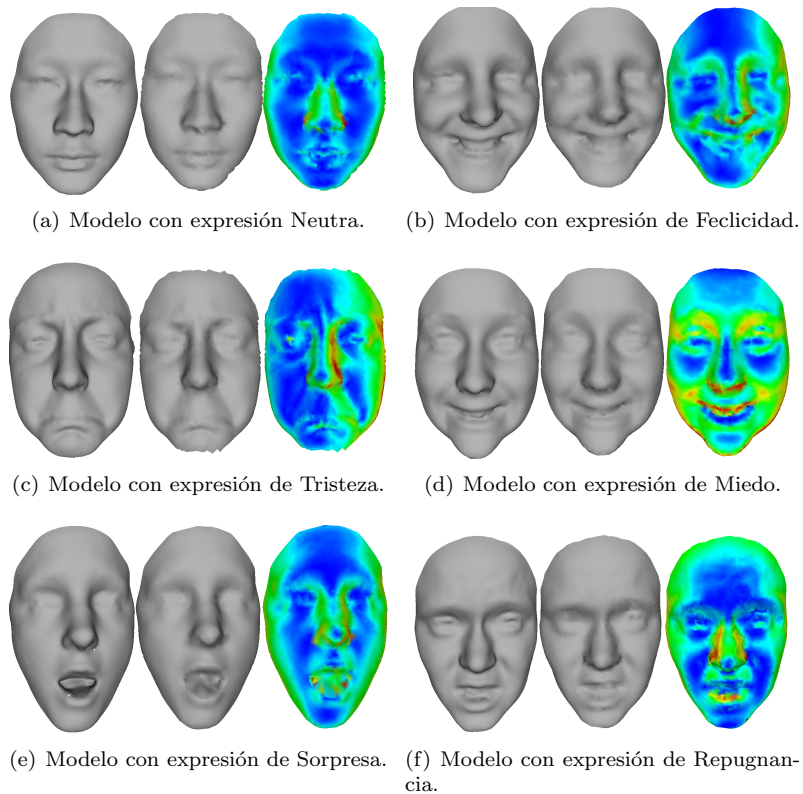 (a) Modelo con expresión Neutra.
(b) Modelo con expresión de Feclicidad.
(c) Modelo con expresión de Tristeza.
(d) Modelo con expresión de Miedo.
(e) Modelo con expresión de Sorpresa.
(f) Modelo con expresión de Repugnan-
cia.